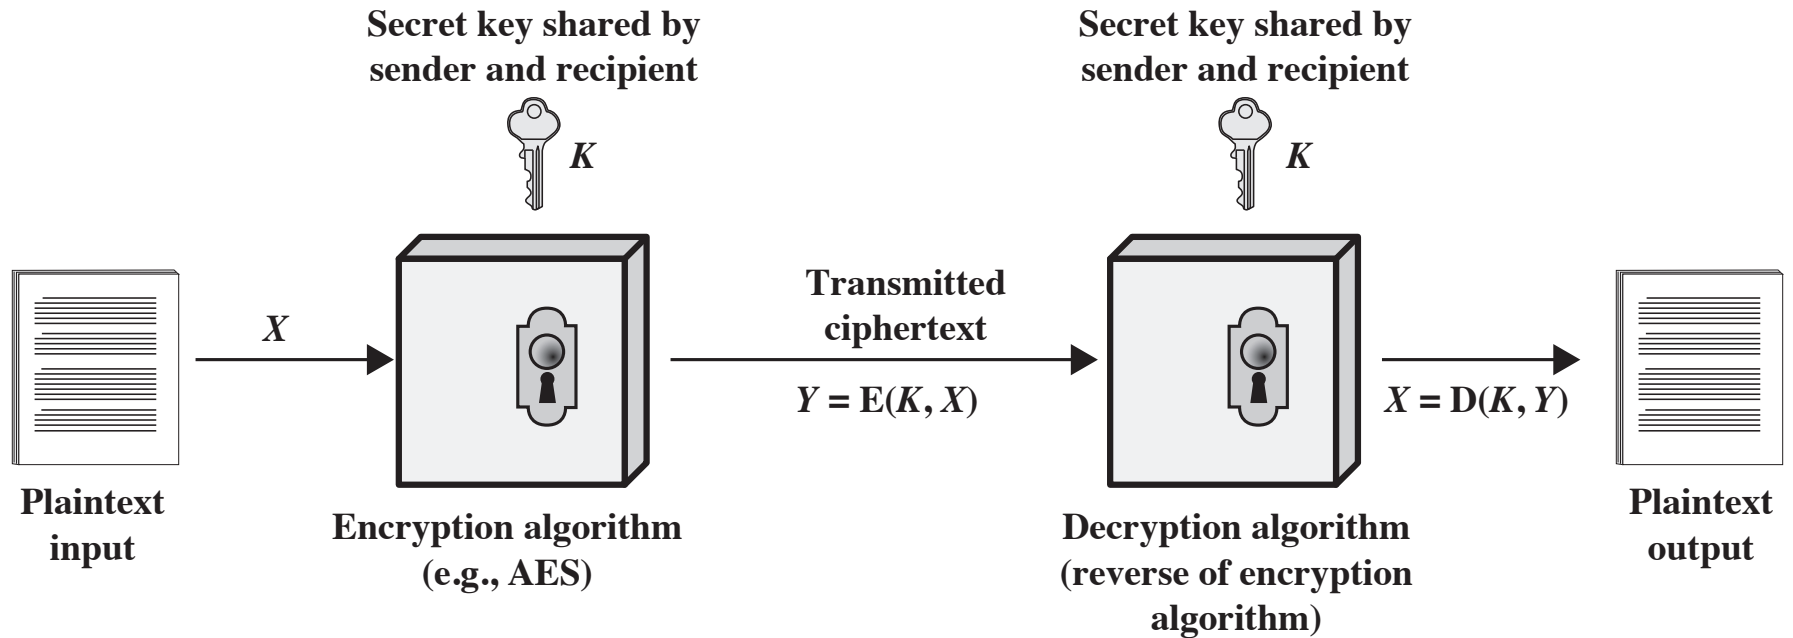 Secret key shared by
sender and recipient
K
Secret key shared by
sender and recipient
K
Plaintext
input
X
Encryption algorithm
(e.g., AES)
Transmitted
ciphertext
Y = E(K, X)
Decryption algorithm
(reverse of encryption
algorithm)
X = D(K, Y)
Plaintext
output